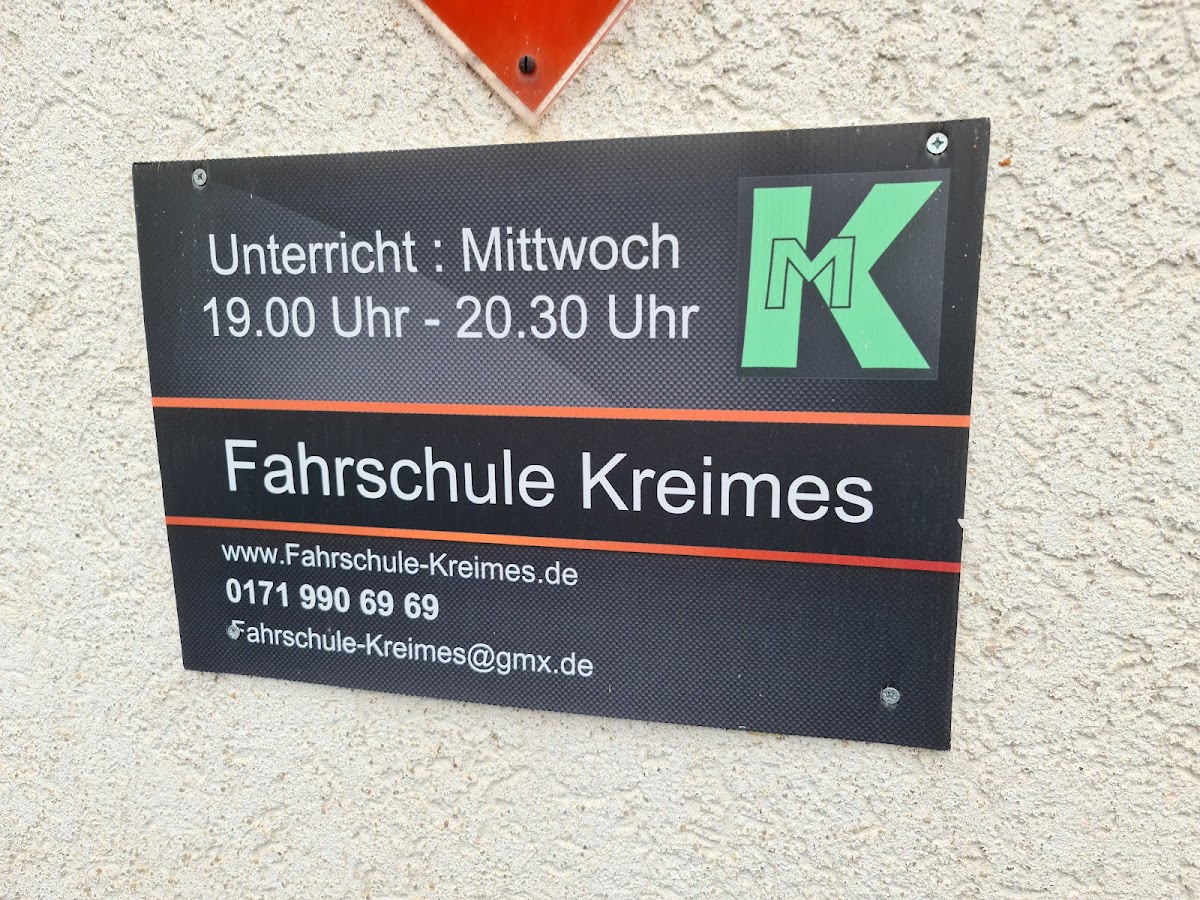 Unterricht : Mittwoch
19.00 Uhr - 20.30 Uhr
MK
Fahrschule Kreimes
www.Fahrschule-Kreimes.de
0171 990 69 69
Fahrschule-Kreimes@gmx.de